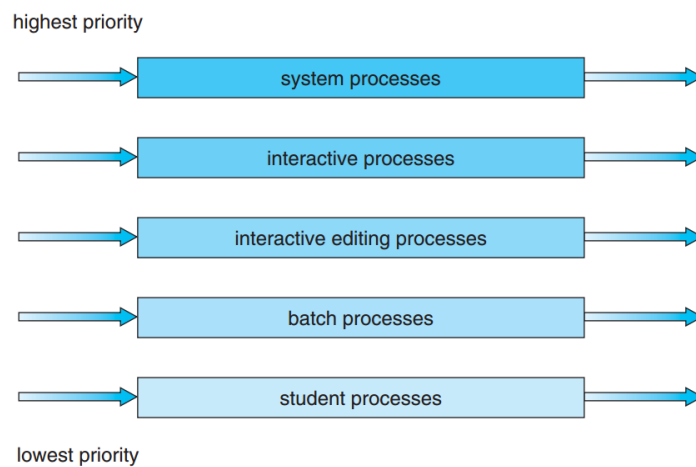 highest priority
system processes
interactive processes
interactive editing processes
batch processes
student processes
lowest priority